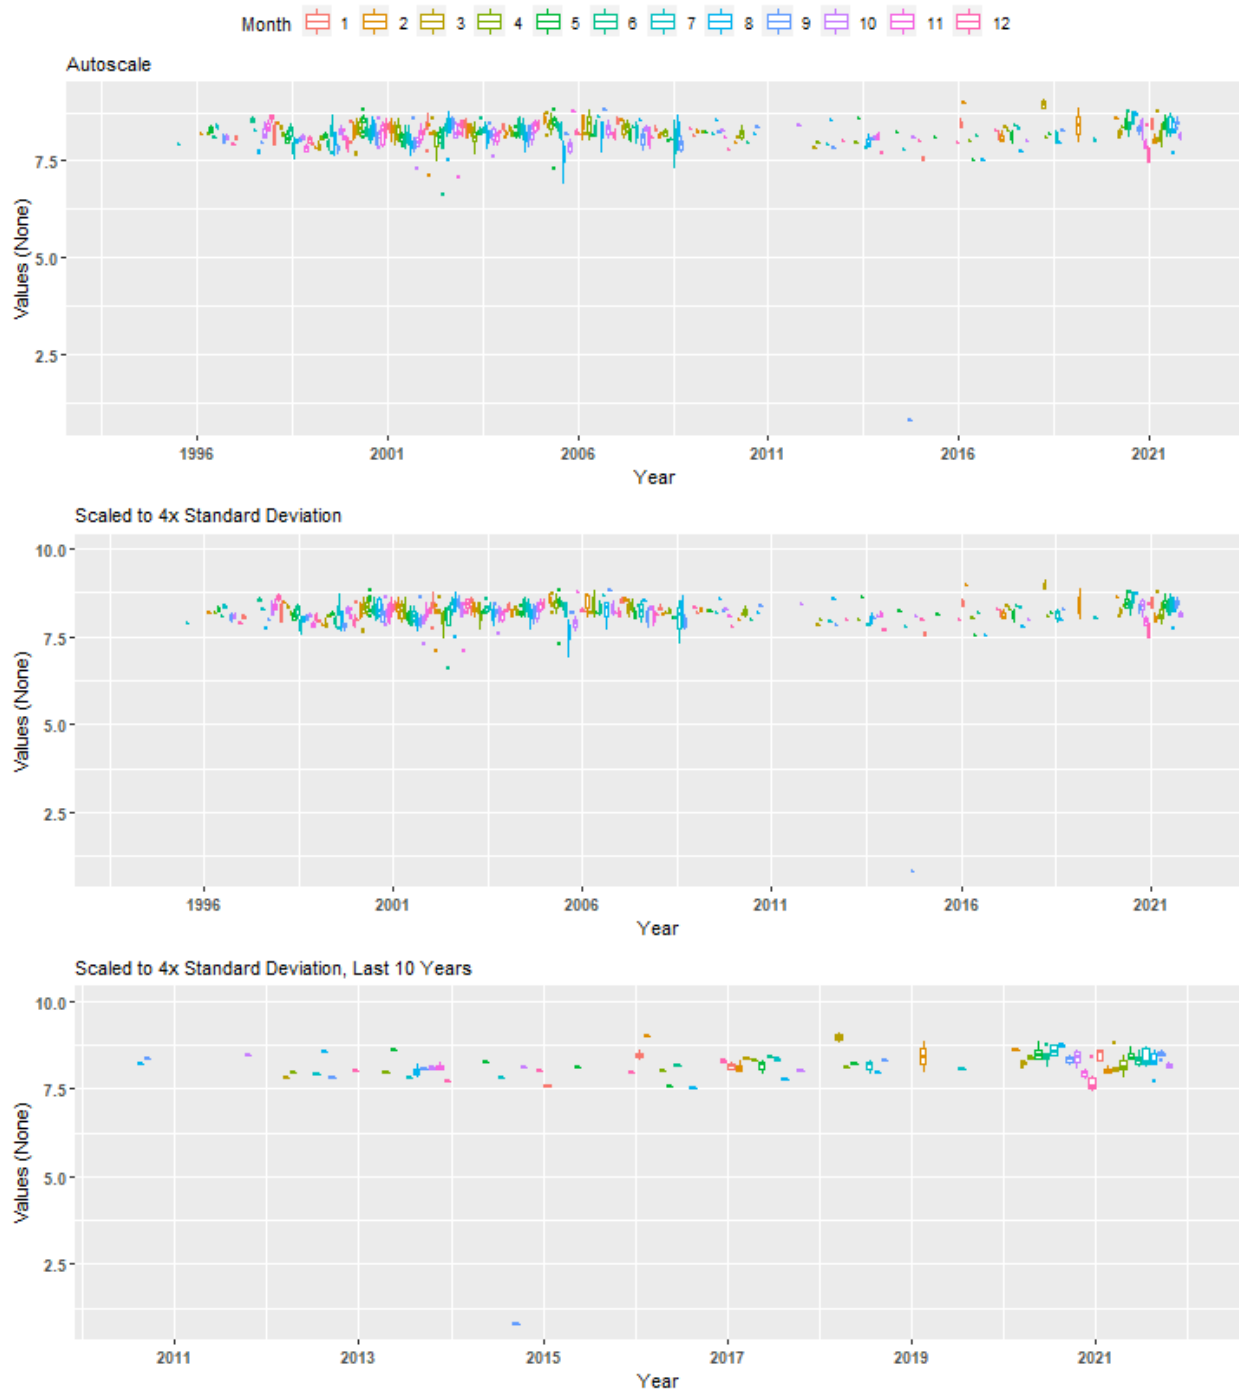 Month 1 2 3 4 5 6 7 8 9 10 11 12
Autoscale
Values (None)
7.5
5.0
2.5
1996 2001 2006 2011 2016 2021
Year
Scaled to 4x Standard Deviation
Values (None)
10.0
7.5
5.0
2.5
1996 2001 2006 2011 2016 2021
Year
Scaled to 4x Standard Deviation, Last 10 Years
Values (None)
10.0
7.5
5.0
2.5
2011 2013 2015 2017 2019 2021
Year